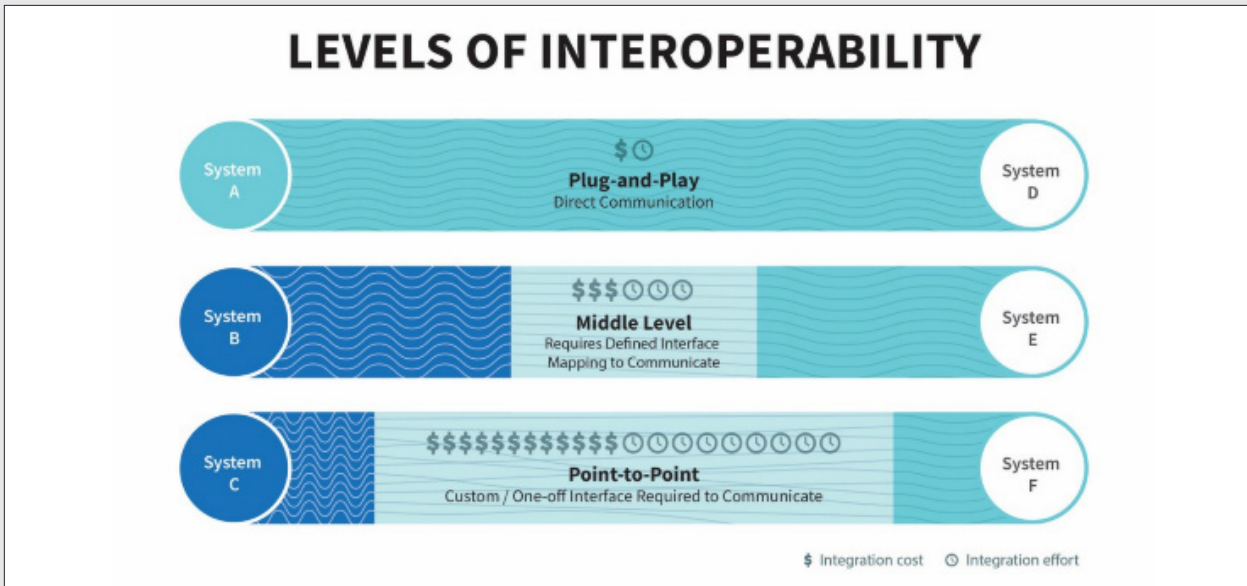 LEVELS OF INTEROPERABILITY
$
System
A
Plug-and-Play
Direct Communication
System
D
$$$
System
B
Middle Level
Requires Defined Interface
Mapping to Communicate
System
E
$$$$$$$$$$$$
System
C
Point-to-Point
Custom / One-off Interface Required to Communicate
System
F
$ Integration cost Integration effort